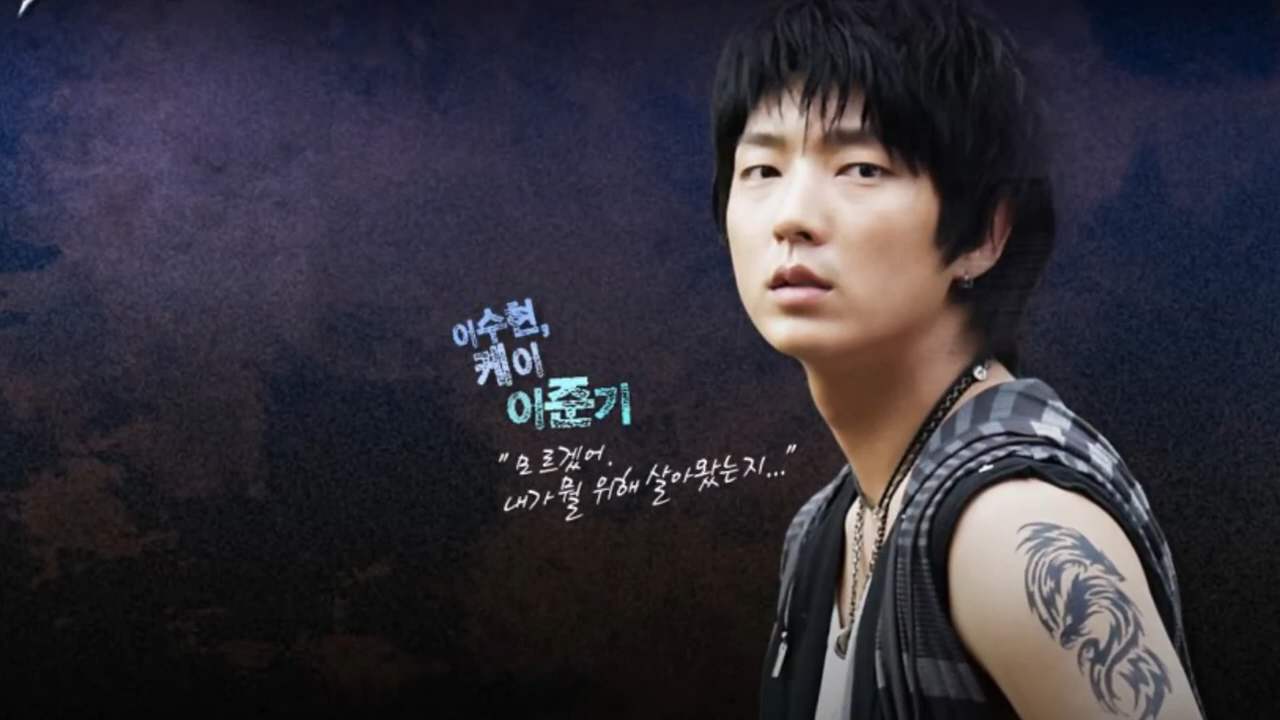 이수현,
케이
이준기
"모르겠어.
내가 뭘 위해 살아왔는지..."